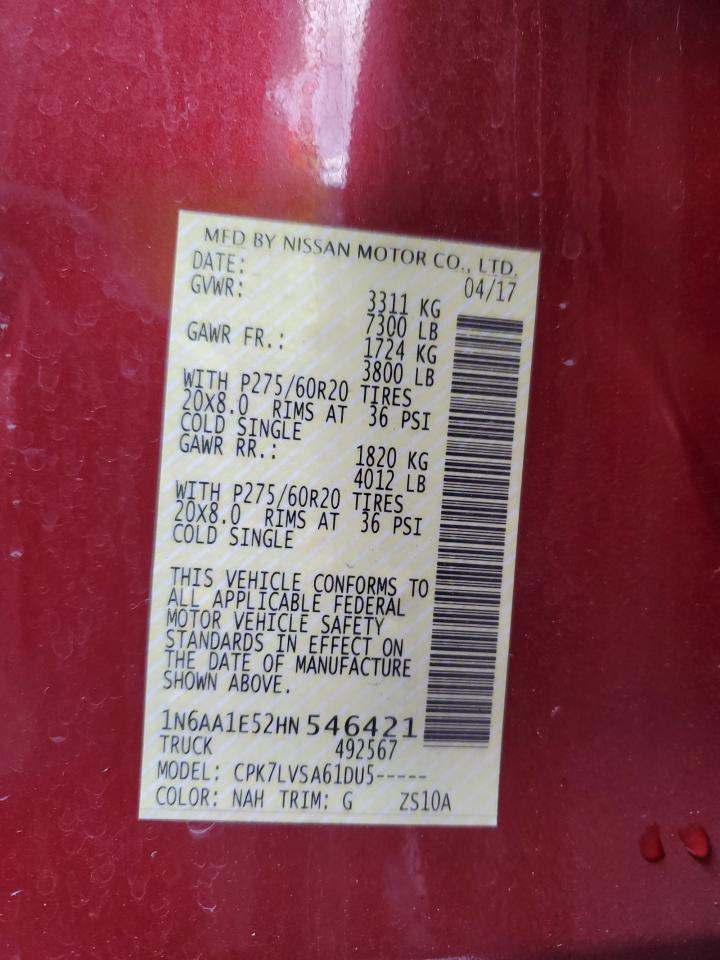 MFD BY NISSAN MOTOR CO., LTD.
DATE: 04/17
GVWR: 3311 KG
7300 LB
GAWR FR.: 1724 KG
3800 LB
WITH P275/60R20 TIRES
20X8.0 RIMS AT 36 PSI
COLD SINGLE
GAWR RR.: 1820 KG
4012 LB
WITH P275/60R20 TIRES
20X8.0 RIMS AT 36 PSI
COLD SINGLE
THIS VEHICLE CONFORMS TO
ALL APPLICABLE FEDERAL
MOTOR VEHICLE SAFETY
STANDARDS IN EFFECT ON
THE DATE OF MANUFACTURE
SHOWN ABOVE.
1N6AA1E52HN546421
TRUCK 492567
MODEL: CPK7LVSA61DU5-----
COLOR: NAH TRIM: G ZS10A